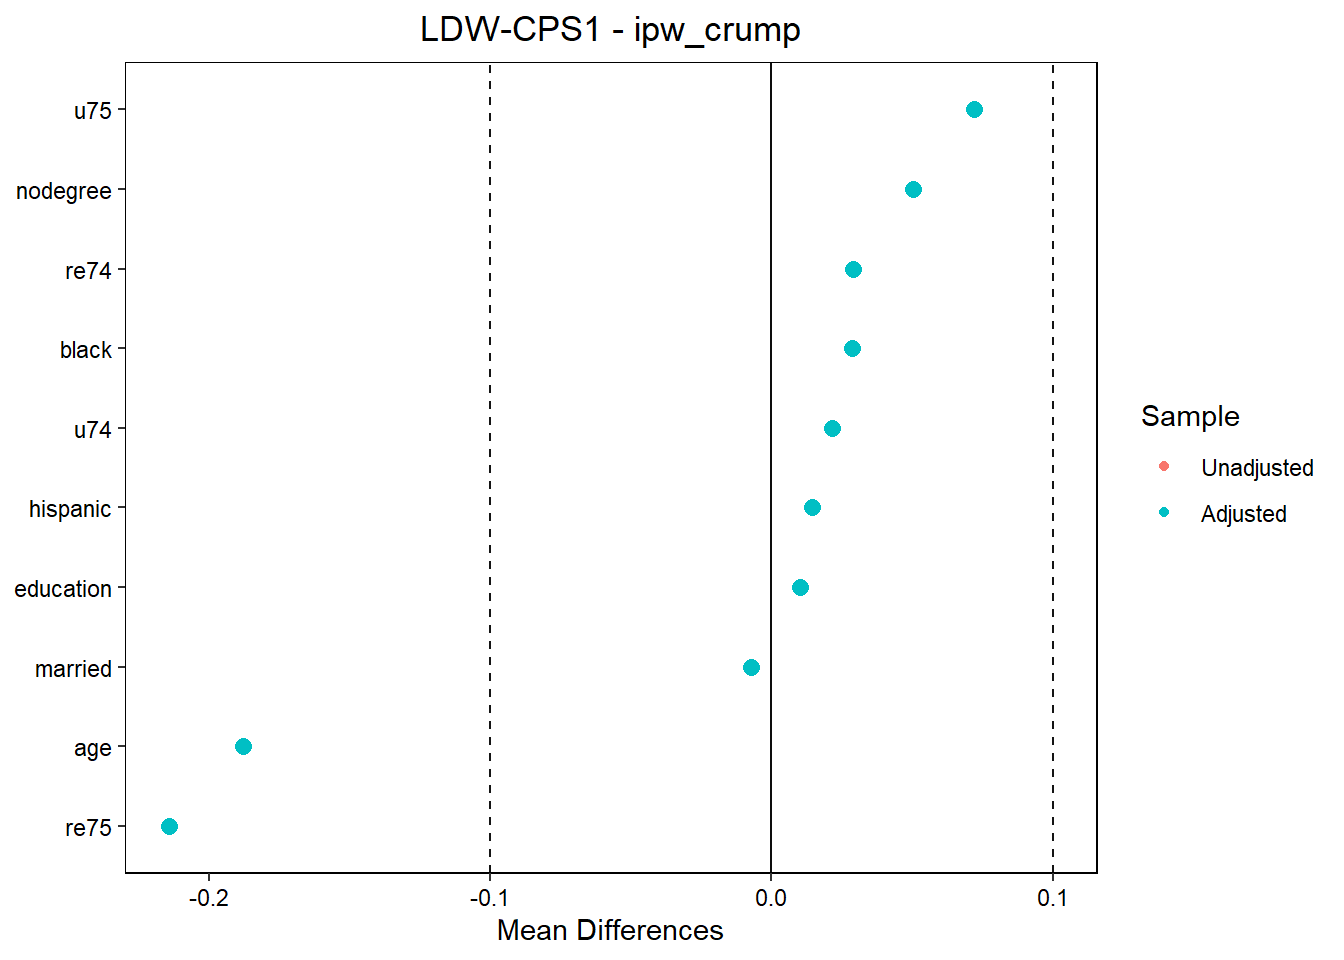 LDW-CPS1 - ipw_crump
u75
nodegree
re74
black
u74
hispanic
education
married
age
re75
-0.2
-0.1
0.0
0.1
Mean Differences
Sample
Unadjusted
Adjusted